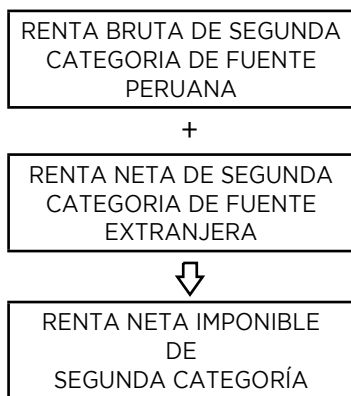 RENTA BRUTA DE SEGUNDA
CATEGORIA DE FUENTE
PERUANA
+
RENTA NETA DE SEGUNDA
CATEGORIA DE FUENTE
EXTRANJERA
RENTA NETA IMPONIBLE
DE
SEGUNDA CATEGORÍA